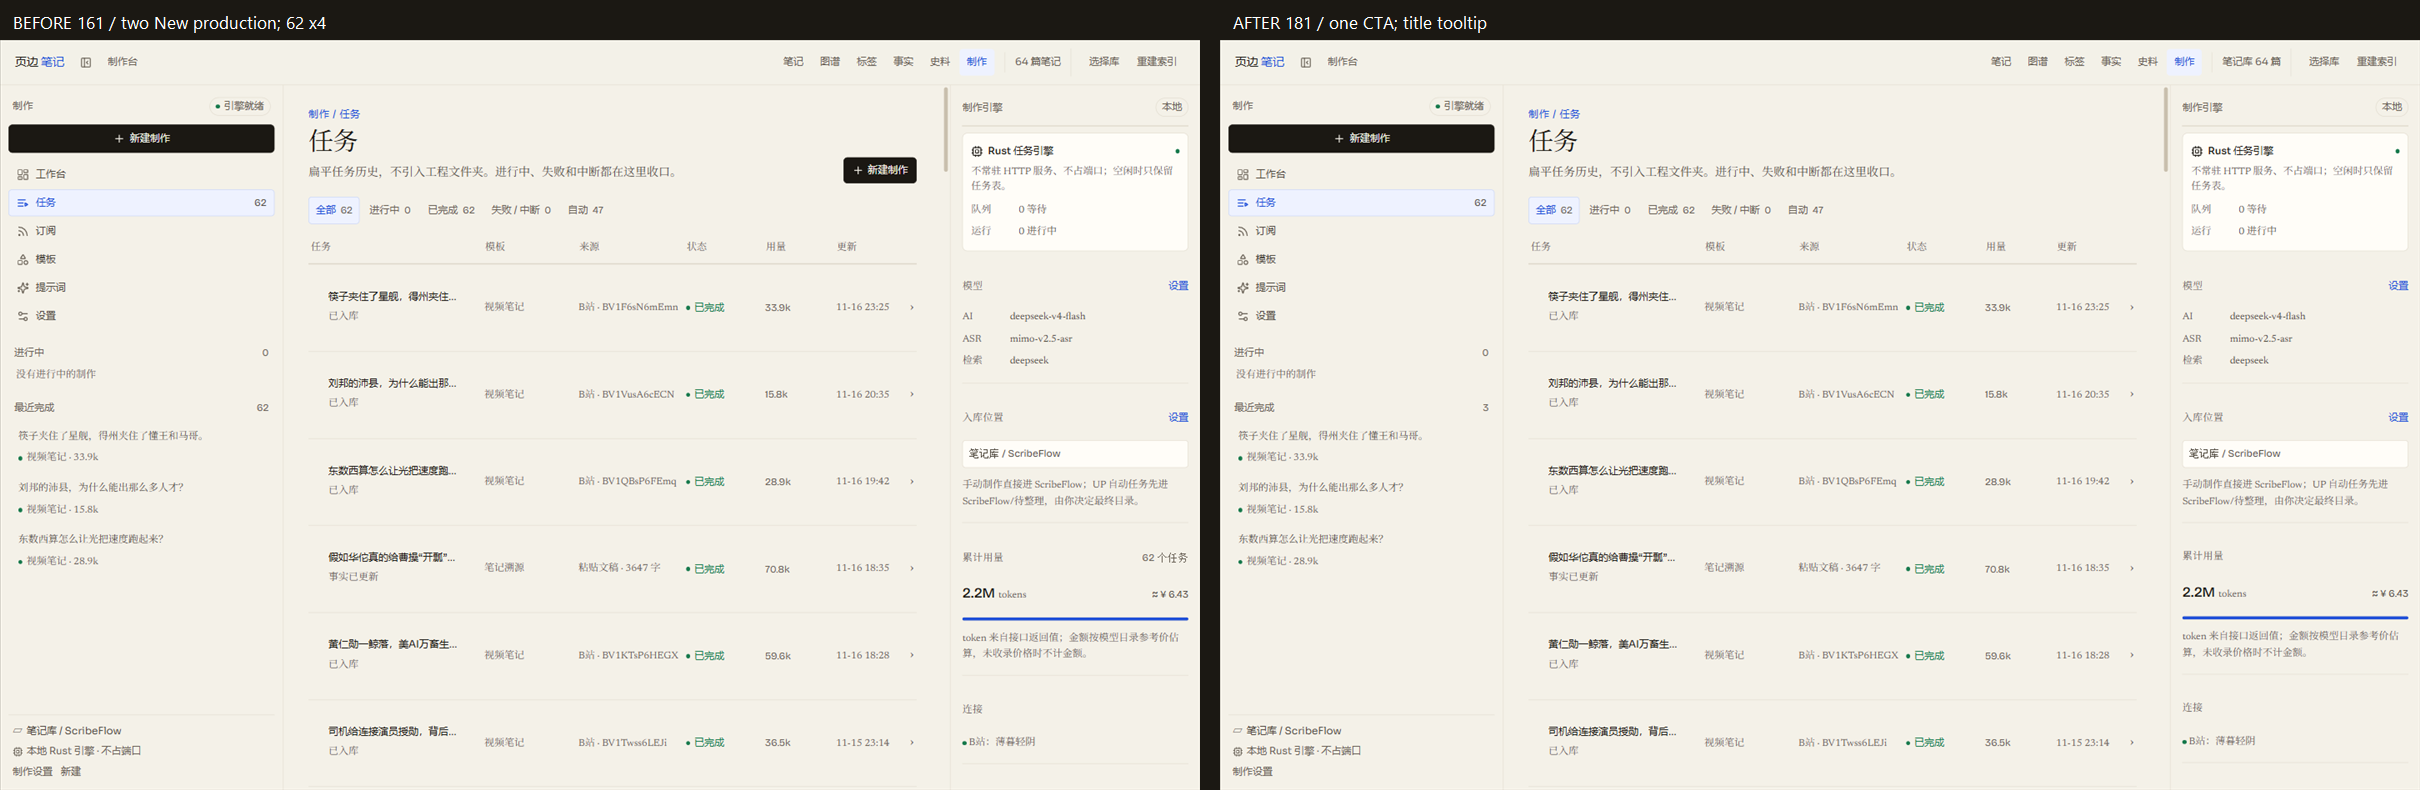 BEFORE 161 / two New production; 62 x4
页边 笔记 制作台
笔记 图谱 标签 事实 史料 制作 64 篇笔记 选择库 重建索引
制作 引擎就绪
+ 新建制作
工作台
任务 62
订阅
模板
提示词
设置
进行中 0
没有进行中的制作
最近完成 62
筷子夹住了星舰，得州夹住了懂王和马哥。
视频笔记 · 33.9k
刘邦的沛县，为什么能出那么多人才？
视频笔记 · 15.8k
东数西算怎么让光把速度跑起来？
视频笔记 · 28.9k
笔记库 / ScribeFlow
本地 Rust 引擎 · 不占端口
制作设置 新建
制作 / 任务
任务
扁平任务历史，不引入工程文件夹。进行中、失败和中断都在这里收口。
+ 新建制作
全部 62 进行中 0 已完成 62 失败 / 中断 0 自动 47
任务 模板 来源 状态 用量 更新
筷子夹住了星舰，得州夹住...
已入库
视频笔记 B站 · BV1F6sN6mEmn 已完成 33.9k 11-16 23:25 ›
刘邦的沛县，为什么能出那...
已入库
视频笔记 B站 · BV1VusA6cECN 已完成 15.8k 11-16 20:35 ›
东数西算怎么让光把速度跑...
已入库
视频笔记 B站 · BV1QBsP6FEmq 已完成 28.9k 11-16 19:42 ›
假如华佗真的给曹操“开瓢”...
事实已更新
笔记溯源 粘贴文稿 · 3647 字 已完成 70.8k 11-16 18:35 ›
黄仁勋一鲸落，美AI万畜生...
已入库
视频笔记 B站 · BV1KTsP6HEGX 已完成 59.6k 11-16 18:28 ›
司机给连接演员授勋，背后...
已入库
视频笔记 B站 · BV1Twss6LEJi 已完成 36.5k 11-15 23:14 ›
制作引擎 本地
Rust 任务引擎
不常驻 HTTP 服务、不占端口；空闲时只保留
任务表。
队列 0 等待
运行 0 进行中
模型 设置
AI deepseek-v4-flash
ASR mimo-v2.5-asr
检索 deepseek
入库位置 设置
笔记库 / ScribeFlow
手动制作直接进 ScribeFlow；UP 自动任务先进
ScribeFlow/待整理，由你决定最终目录。
累计用量 62 个任务
2.2M tokens ≈ ¥ 6.43
token 来自接口返回值；金额按模型目录参考价估
算，未收录价格时不计金额。
连接
B站：薄暮轻阴
AFTER 181 / one CTA; title tooltip
页边 笔记 制作台
笔记 图谱 标签 事实 史料 制作 笔记库 64 篇 选择库 重建索引
制作 引擎就绪
+ 新建制作
工作台
任务 62
订阅
模板
提示词
设置
进行中 0
没有进行中的制作
最近完成 3
筷子夹住了星舰，得州夹住了懂王和马哥。
视频笔记 · 33.9k
刘邦的沛县，为什么能出那么多人才？
视频笔记 · 15.8k
东数西算怎么让光把速度跑起来？
视频笔记 · 28.9k
笔记库 / ScribeFlow
本地 Rust 引擎 · 不占端口
制作设置
制作 / 任务
任务
扁平任务历史，不引入工程文件夹。进行中、失败和中断都在这里收口。
全部 62 进行中 0 已完成 62 失败 / 中断 0 自动 47
任务 模板 来源 状态 用量 更新
筷子夹住了星舰，得州夹住...
已入库
视频笔记 B站 · BV1F6sN6mEmn 已完成 33.9k 11-16 23:25 ›
刘邦的沛县，为什么能出那...
已入库
视频笔记 B站 · BV1VusA6cECN 已完成 15.8k 11-16 20:35 ›
东数西算怎么让光把速度跑...
已入库
视频笔记 B站 · BV1QBsP6FEmq 已完成 28.9k 11-16 19:42 ›
假如华佗真的给曹操“开瓢”...
事实已更新
笔记溯源 粘贴文稿 · 3647 字 已完成 70.8k 11-16 18:35 ›
黄仁勋一鲸落，美AI万畜生...
已入库
视频笔记 B站 · BV1KTsP6HEGX 已完成 59.6k 11-16 18:28 ›
司机给连接演员授勋，背后...
已入库
视频笔记 B站 · BV1Twss6LEJi 已完成 36.5k 11-15 23:14 ›
制作引擎 本地
Rust 任务引擎
不常驻 HTTP 服务、不占端口；空闲时只保留
任务表。
队列 0 等待
运行 0 进行中
模型 设置
AI deepseek-v4-flash
ASR mimo-v2.5-asr
检索 deepseek
入库位置 设置
笔记库 / ScribeFlow
手动制作直接进 ScribeFlow；UP 自动任务先进
ScribeFlow/待整理，由你决定最终目录。
累计用量 62 个任务
2.2M tokens ≈ ¥ 6.43
token 来自接口返回值；金额按模型目录参考价估
算，未收录价格时不计金额。
连接
B站：薄暮轻阴